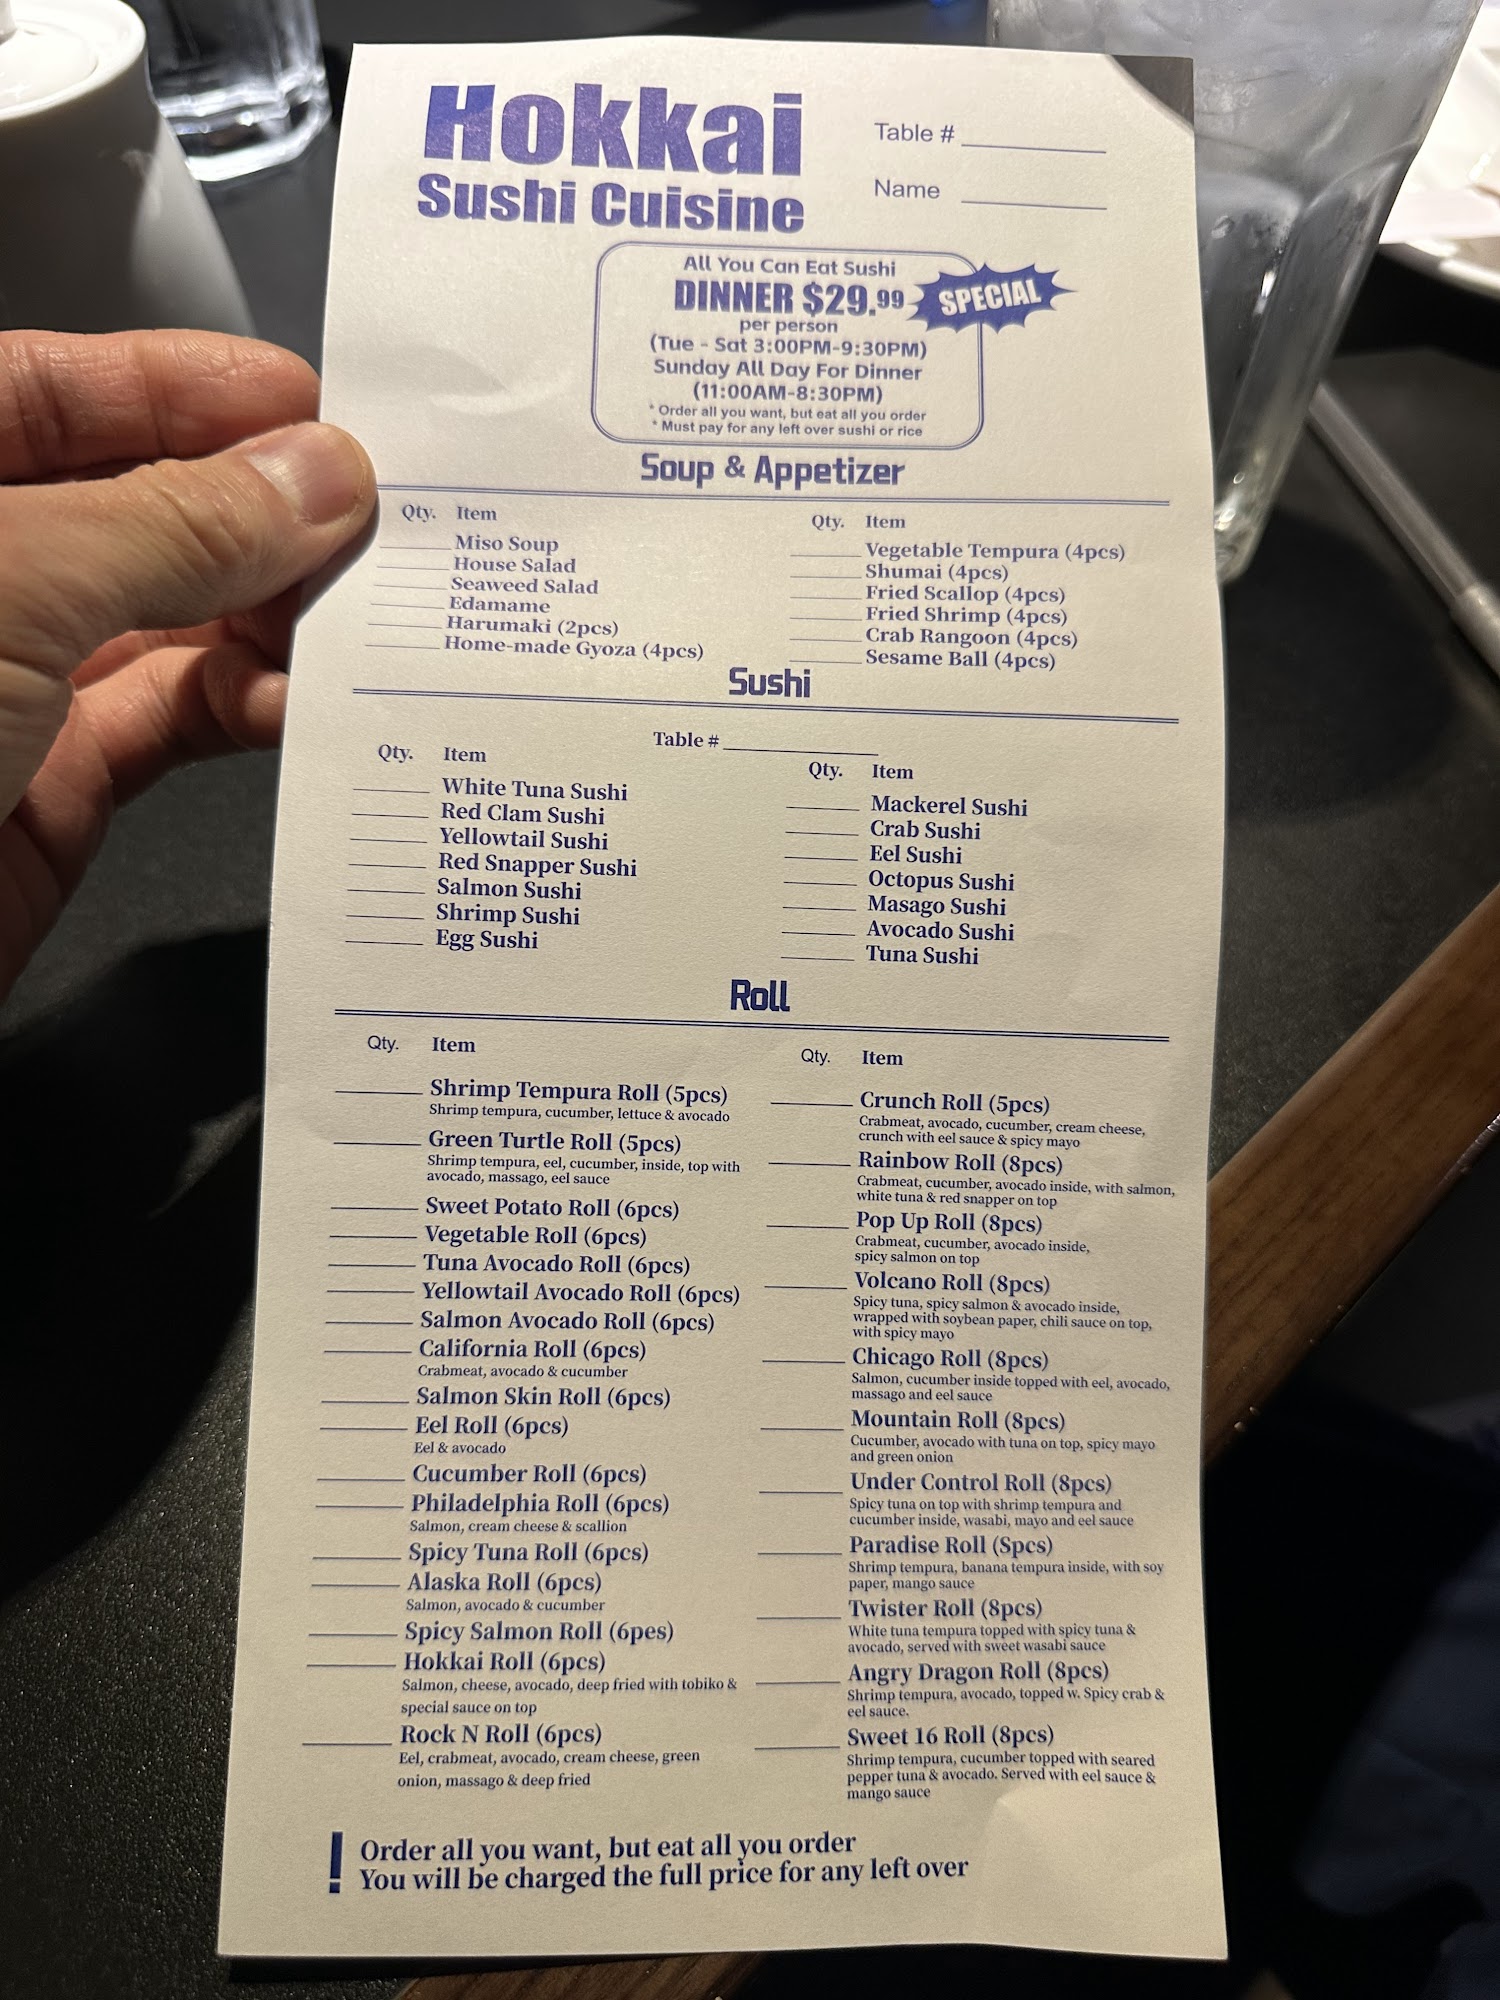 Hokkai
Sushi Cuisine
Table #
Name
All You Can Eat Sushi
DINNER $29.99
SPECIAL
per person
(Tue - Sat 3:00PM-9:30PM)
Sunday All Day For Dinner
(11:00AM-8:30PM)
* Order all you want, but eat all you order
* Must pay for any left over sushi or rice
Soup & Appetizer
Qty. Item
Miso Soup
House Salad
Seaweed Salad
Edamame
Harumaki (2pcs)
Home-made Gyoza (4pcs)
Qty. Item
Vegetable Tempura (4pcs)
Shumai (4pcs)
Fried Scallop (4pcs)
Fried Shrimp (4pcs)
Crab Rangoon (4pcs)
Sesame Ball (4pcs)
Sushi
Table #
Qty. Item
White Tuna Sushi
Red Clam Sushi
Yellowtail Sushi
Red Snapper Sushi
Salmon Sushi
Shrimp Sushi
Egg Sushi
Qty. Item
Mackerel Sushi
Crab Sushi
Eel Sushi
Octopus Sushi
Masago Sushi
Avocado Sushi
Tuna Sushi
Roll
Qty. Item
Shrimp Tempura Roll (5pcs)
Shrimp tempura, cucumber, lettuce & avocado
Green Turtle Roll (5pcs)
Shrimp tempura, eel, cucumber, inside, top with
avocado, massago, eel sauce
Sweet Potato Roll (6pcs)
Vegetable Roll (6pcs)
Tuna Avocado Roll (6pcs)
Yellowtail Avocado Roll (6pcs)
Salmon Avocado Roll (6pcs)
California Roll (6pcs)
Crabmeat, avocado & cucumber
Salmon Skin Roll (6pcs)
Eel Roll (6pcs)
Eel & avocado
Cucumber Roll (6pcs)
Philadelphia Roll (6pcs)
Salmon, cream cheese & scallion
Spicy Tuna Roll (6pcs)
Alaska Roll (6pcs)
Salmon, avocado & cucumber
Spicy Salmon Roll (6pes)
Hokkai Roll (6pcs)
Salmon, cheese, avocado, deep fried with tobiko &
special sauce on top
Rock N Roll (6pcs)
Eel, crabmeat, avocado, cream cheese, green
onion, massago & deep fried
Qty. Item
Crunch Roll (5pcs)
Crabmeat, avocado, cucumber, cream cheese,
crunch with eel sauce & spicy mayo
Rainbow Roll (8pcs)
Crabmeat, cucumber, avocado inside, with salmon,
white tuna & red snapper on top
Pop Up Roll (8pcs)
Crabmeat, cucumber, avocado inside,
spicy salmon on top
Volcano Roll (8pcs)
Spicy tuna, spicy salmon & avocado inside,
wrapped with soybean paper, chili sauce on top,
with spicy mayo
Chicago Roll (8pcs)
Salmon, cucumber inside topped with eel, avocado,
massago and eel sauce
Mountain Roll (8pcs)
Cucumber, avocado with tuna on top, spicy mayo
and green onion
Under Control Roll (8pcs)
Spicy tuna on top with shrimp tempura and
cucumber inside, wasabi, mayo and eel sauce
Paradise Roll (Spcs)
Shrimp tempura, banana tempura inside, with soy
paper, mango sauce
Twister Roll (8pcs)
White tuna tempura topped with spicy tuna &
avocado, served with sweet wasabi sauce
Angry Dragon Roll (8pcs)
Shrimp tempura, avocado, topped w. Spicy crab &
eel sauce.
Sweet 16 Roll (8pcs)
Shrimp tempura, cucumber topped with seared
pepper tuna & avocado. Served with eel sauce &
mango sauce
! Order all you want, but eat all you order
You will be charged the full price for any left over